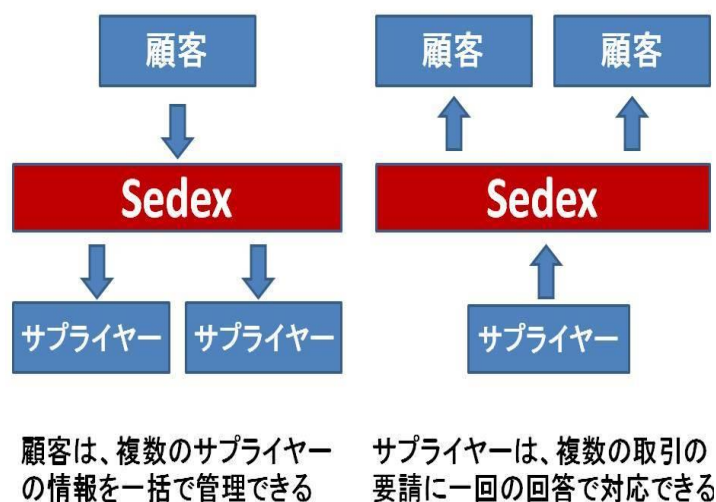 顧客
顧客
顧客
Sedex
Sedex
サプライヤー
サプライヤー
サプライヤー
顧客は、複数のサプライヤー
の情報を一括で管理できる
サプライヤーは、複数の取引の
要請に一回の回答で対応できる